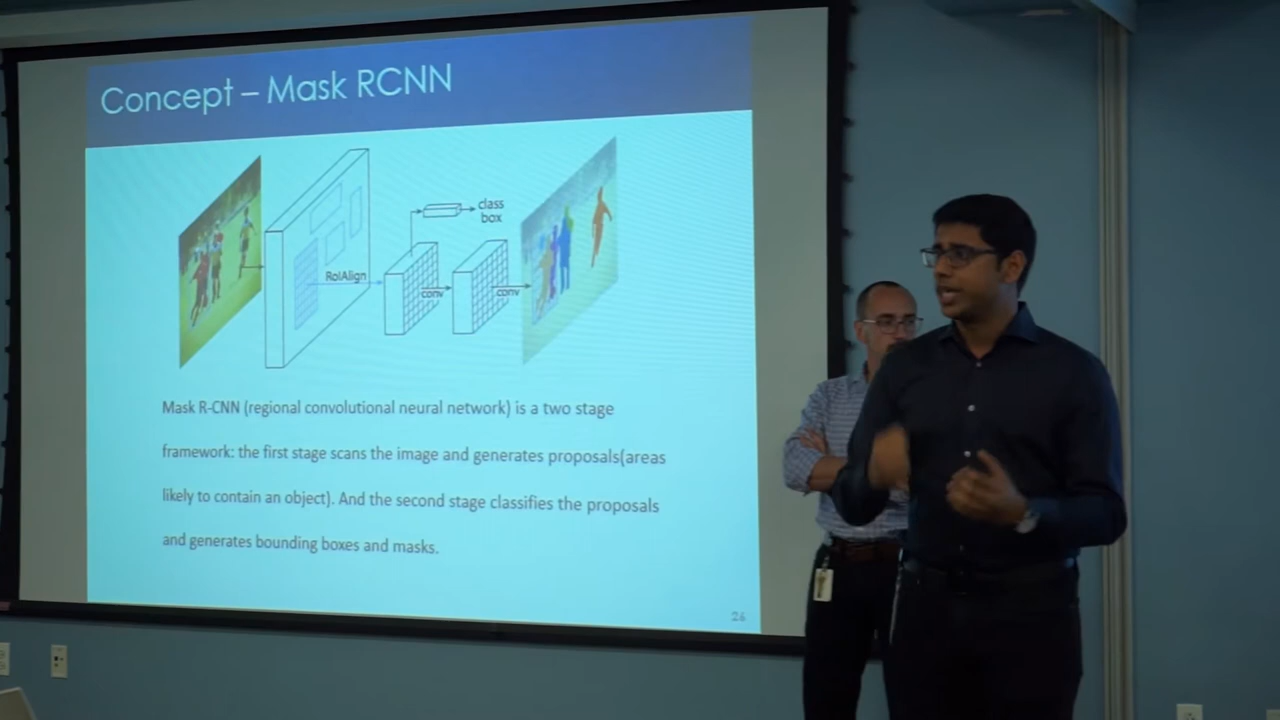 Concept – Mask RCNN
class
box
RoIAlign
conv
conv
Mask R-CNN (regional convolutional neural network) is a two stage
framework: the first stage scans the image and generates proposals(areas
likely to contain an object). And the second stage classifies the proposals
and generates bounding boxes and masks.
26